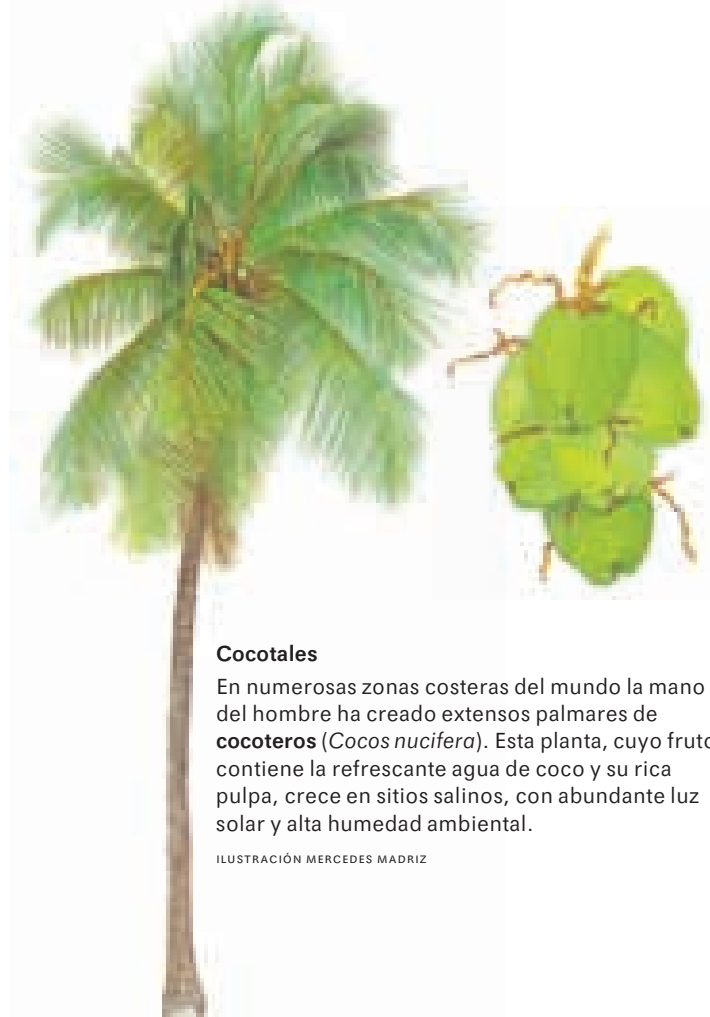 Cocotales
En numerosas zonas costeras del mundo la mano
del hombre ha creado extensos palmares de
cocoteros (Cocos nucifera). Esta planta, cuyo fruto
contiene la refrescante agua de coco y su rica
pulpa, crece en sitios salinos, con abundante luz
solar y alta humedad ambiental.
ILUSTRACIÓN MERCEDES MADRIZ